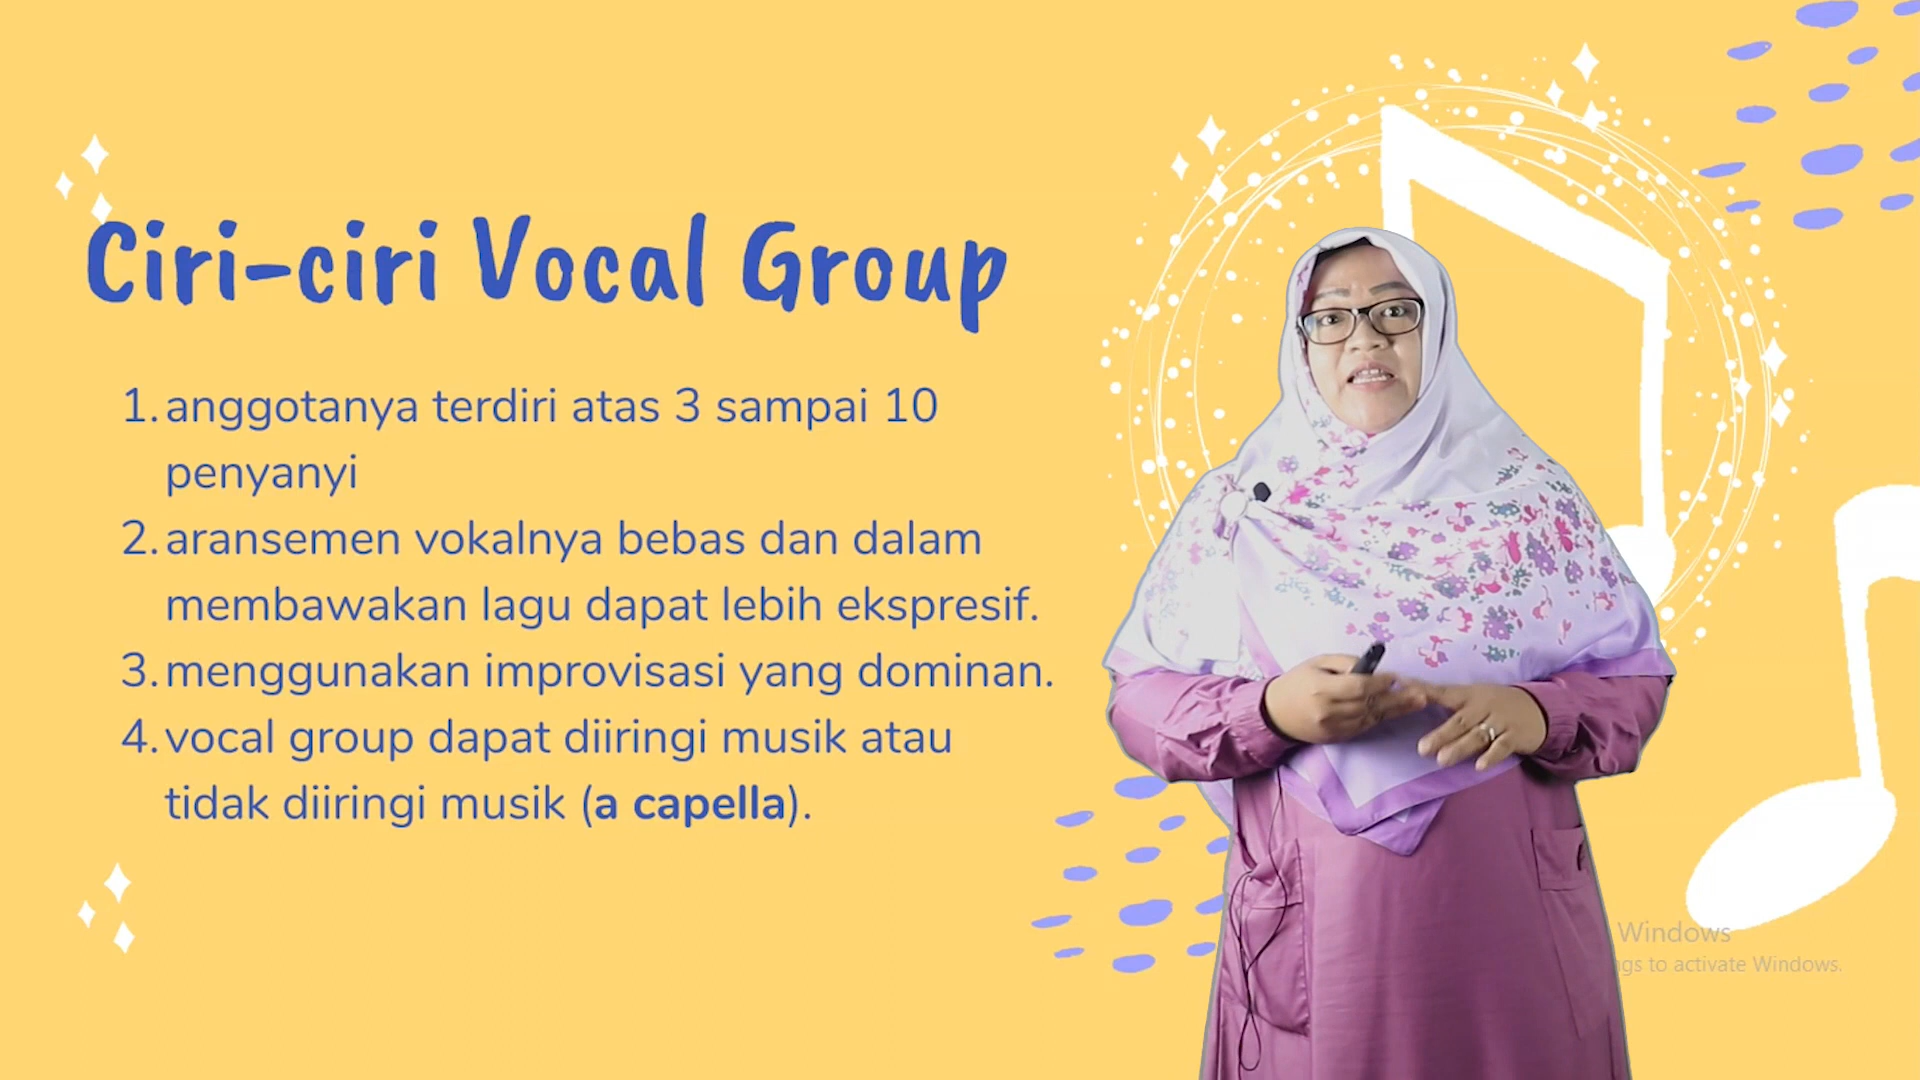 Ciri-ciri Vocal Group
1. anggotanya terdiri atas 3 sampai 10
penyanyi
2. aransemen vokalnya bebas dan dalam
membawakan lagu dapat lebih ekspresif.
3. menggunakan improvisasi yang dominan.
4. vocal group dapat diiringi musik atau
tidak diiringi musik (a capella).
Windows
to activate Windows.